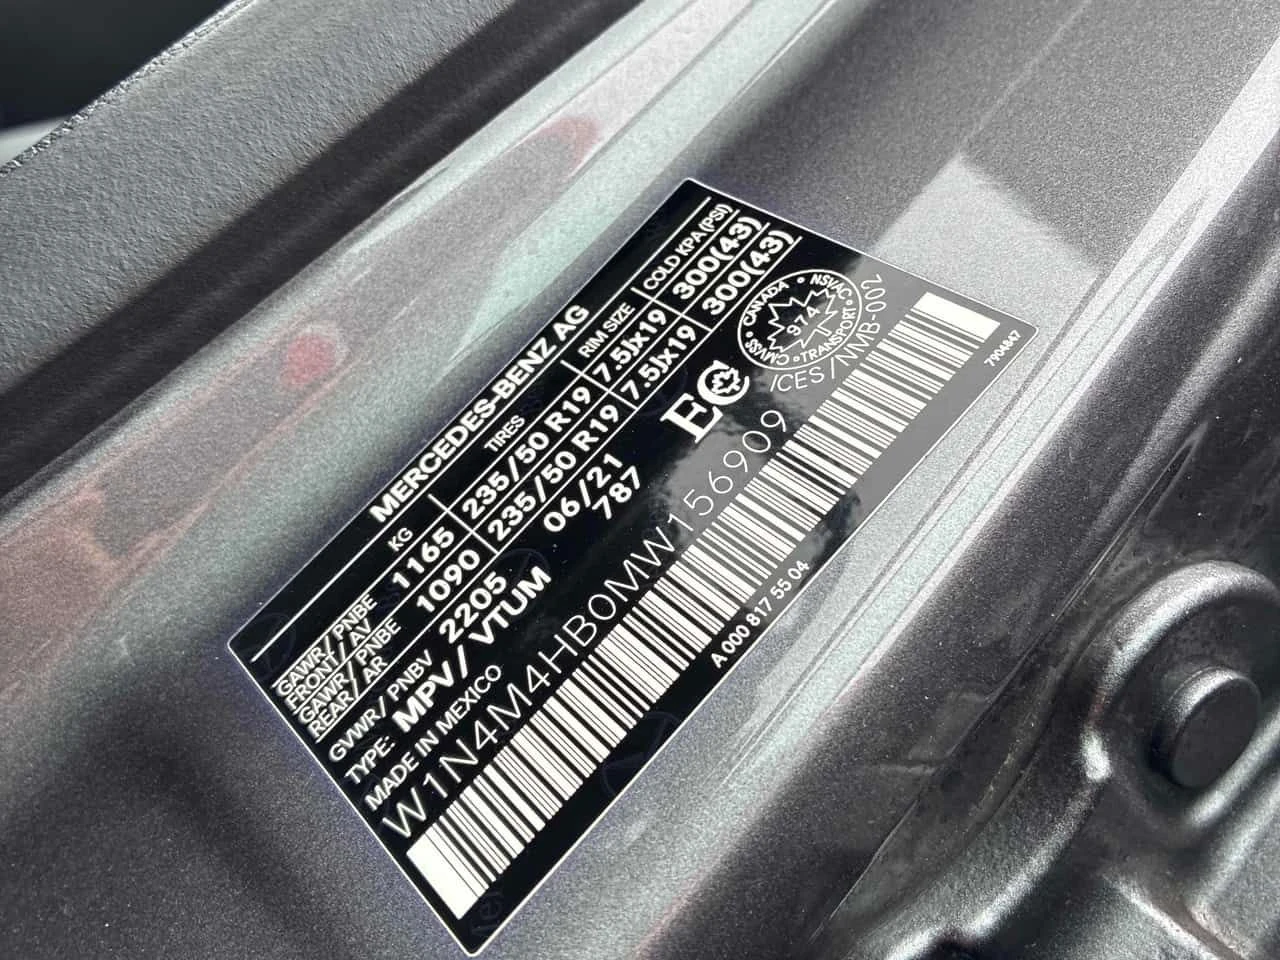 MERCEDES-BENZ AG
KG TIRES RIM SIZE COLD KPA (PSI)
GAWR/PNBE FRONT/AV 1165 235/50 R19 7.5Jx19 300(43)
GAWR/PNBE REAR/AR 1090 235/50 R19 7.5Jx19 300(43)
GVWR/PNBV 2205 06/21
TYPE: MPV/VTUM 787
MADE IN MEXICO
EC
CANADA • NSVAC • TRANSPORT • CMVSS
974
ICES/NMB-002
W1N4M4HB0MW156909
A 000 817 55 04
7904847